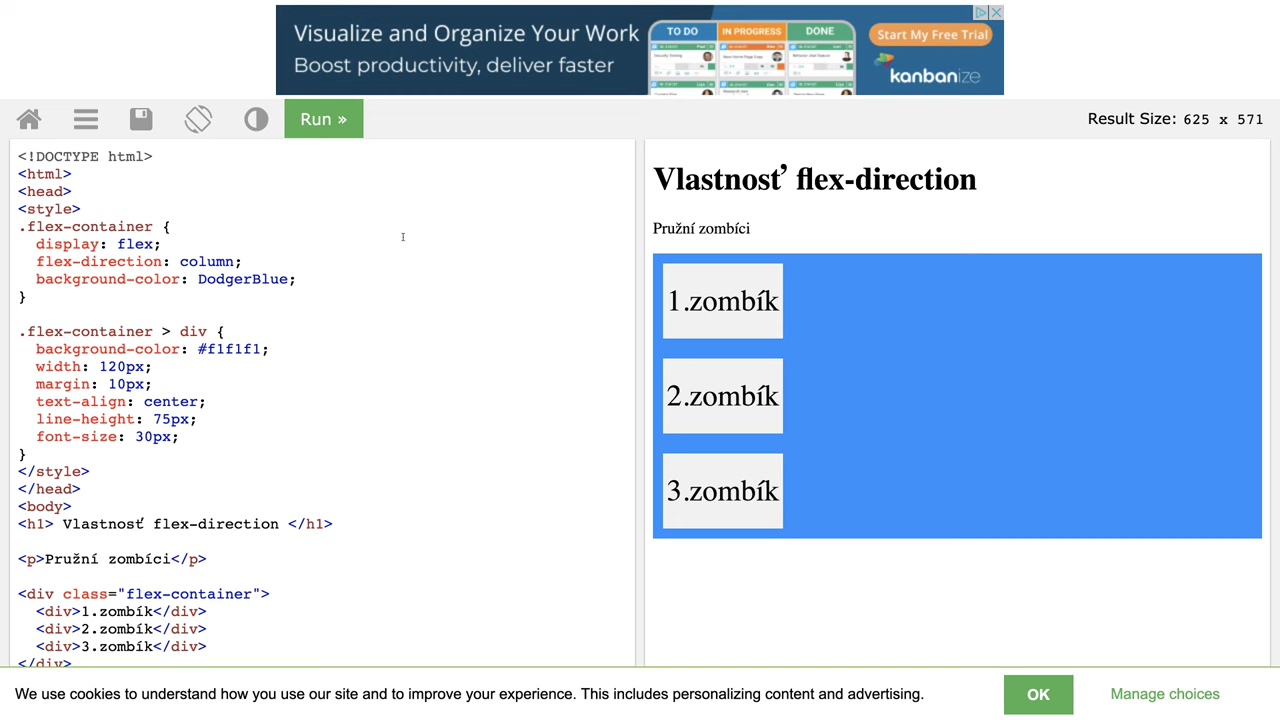 Visualize and Organize Your Work
Boost productivity, deliver faster
TO DO
IN PROGRESS
DONE
Start My Free Trial
kanbanize
Run »
Result Size: 625 x 571
<!DOCTYPE html>
<html>
<head>
<style>
.flex-container {
  display: flex;
  flex-direction: column;
  background-color: DodgerBlue;
}

.flex-container > div {
  background-color: #f1f1f1;
  width: 120px;
  margin: 10px;
  text-align: center;
  line-height: 75px;
  font-size: 30px;
}
</style>
</head>
<body>
<h1> Vlastnosť flex-direction </h1>

<p>Pružní zombíci</p>

<div class="flex-container">
  <div>1.zombík</div>
  <div>2.zombík</div>
  <div>3.zombík</div>
</div>
Vlastnosť flex-direction
Pružní zombíci
1.zombík
2.zombík
3.zombík
We use cookies to understand how you use our site and to improve your experience. This includes personalizing content and advertising.
OK
Manage choices